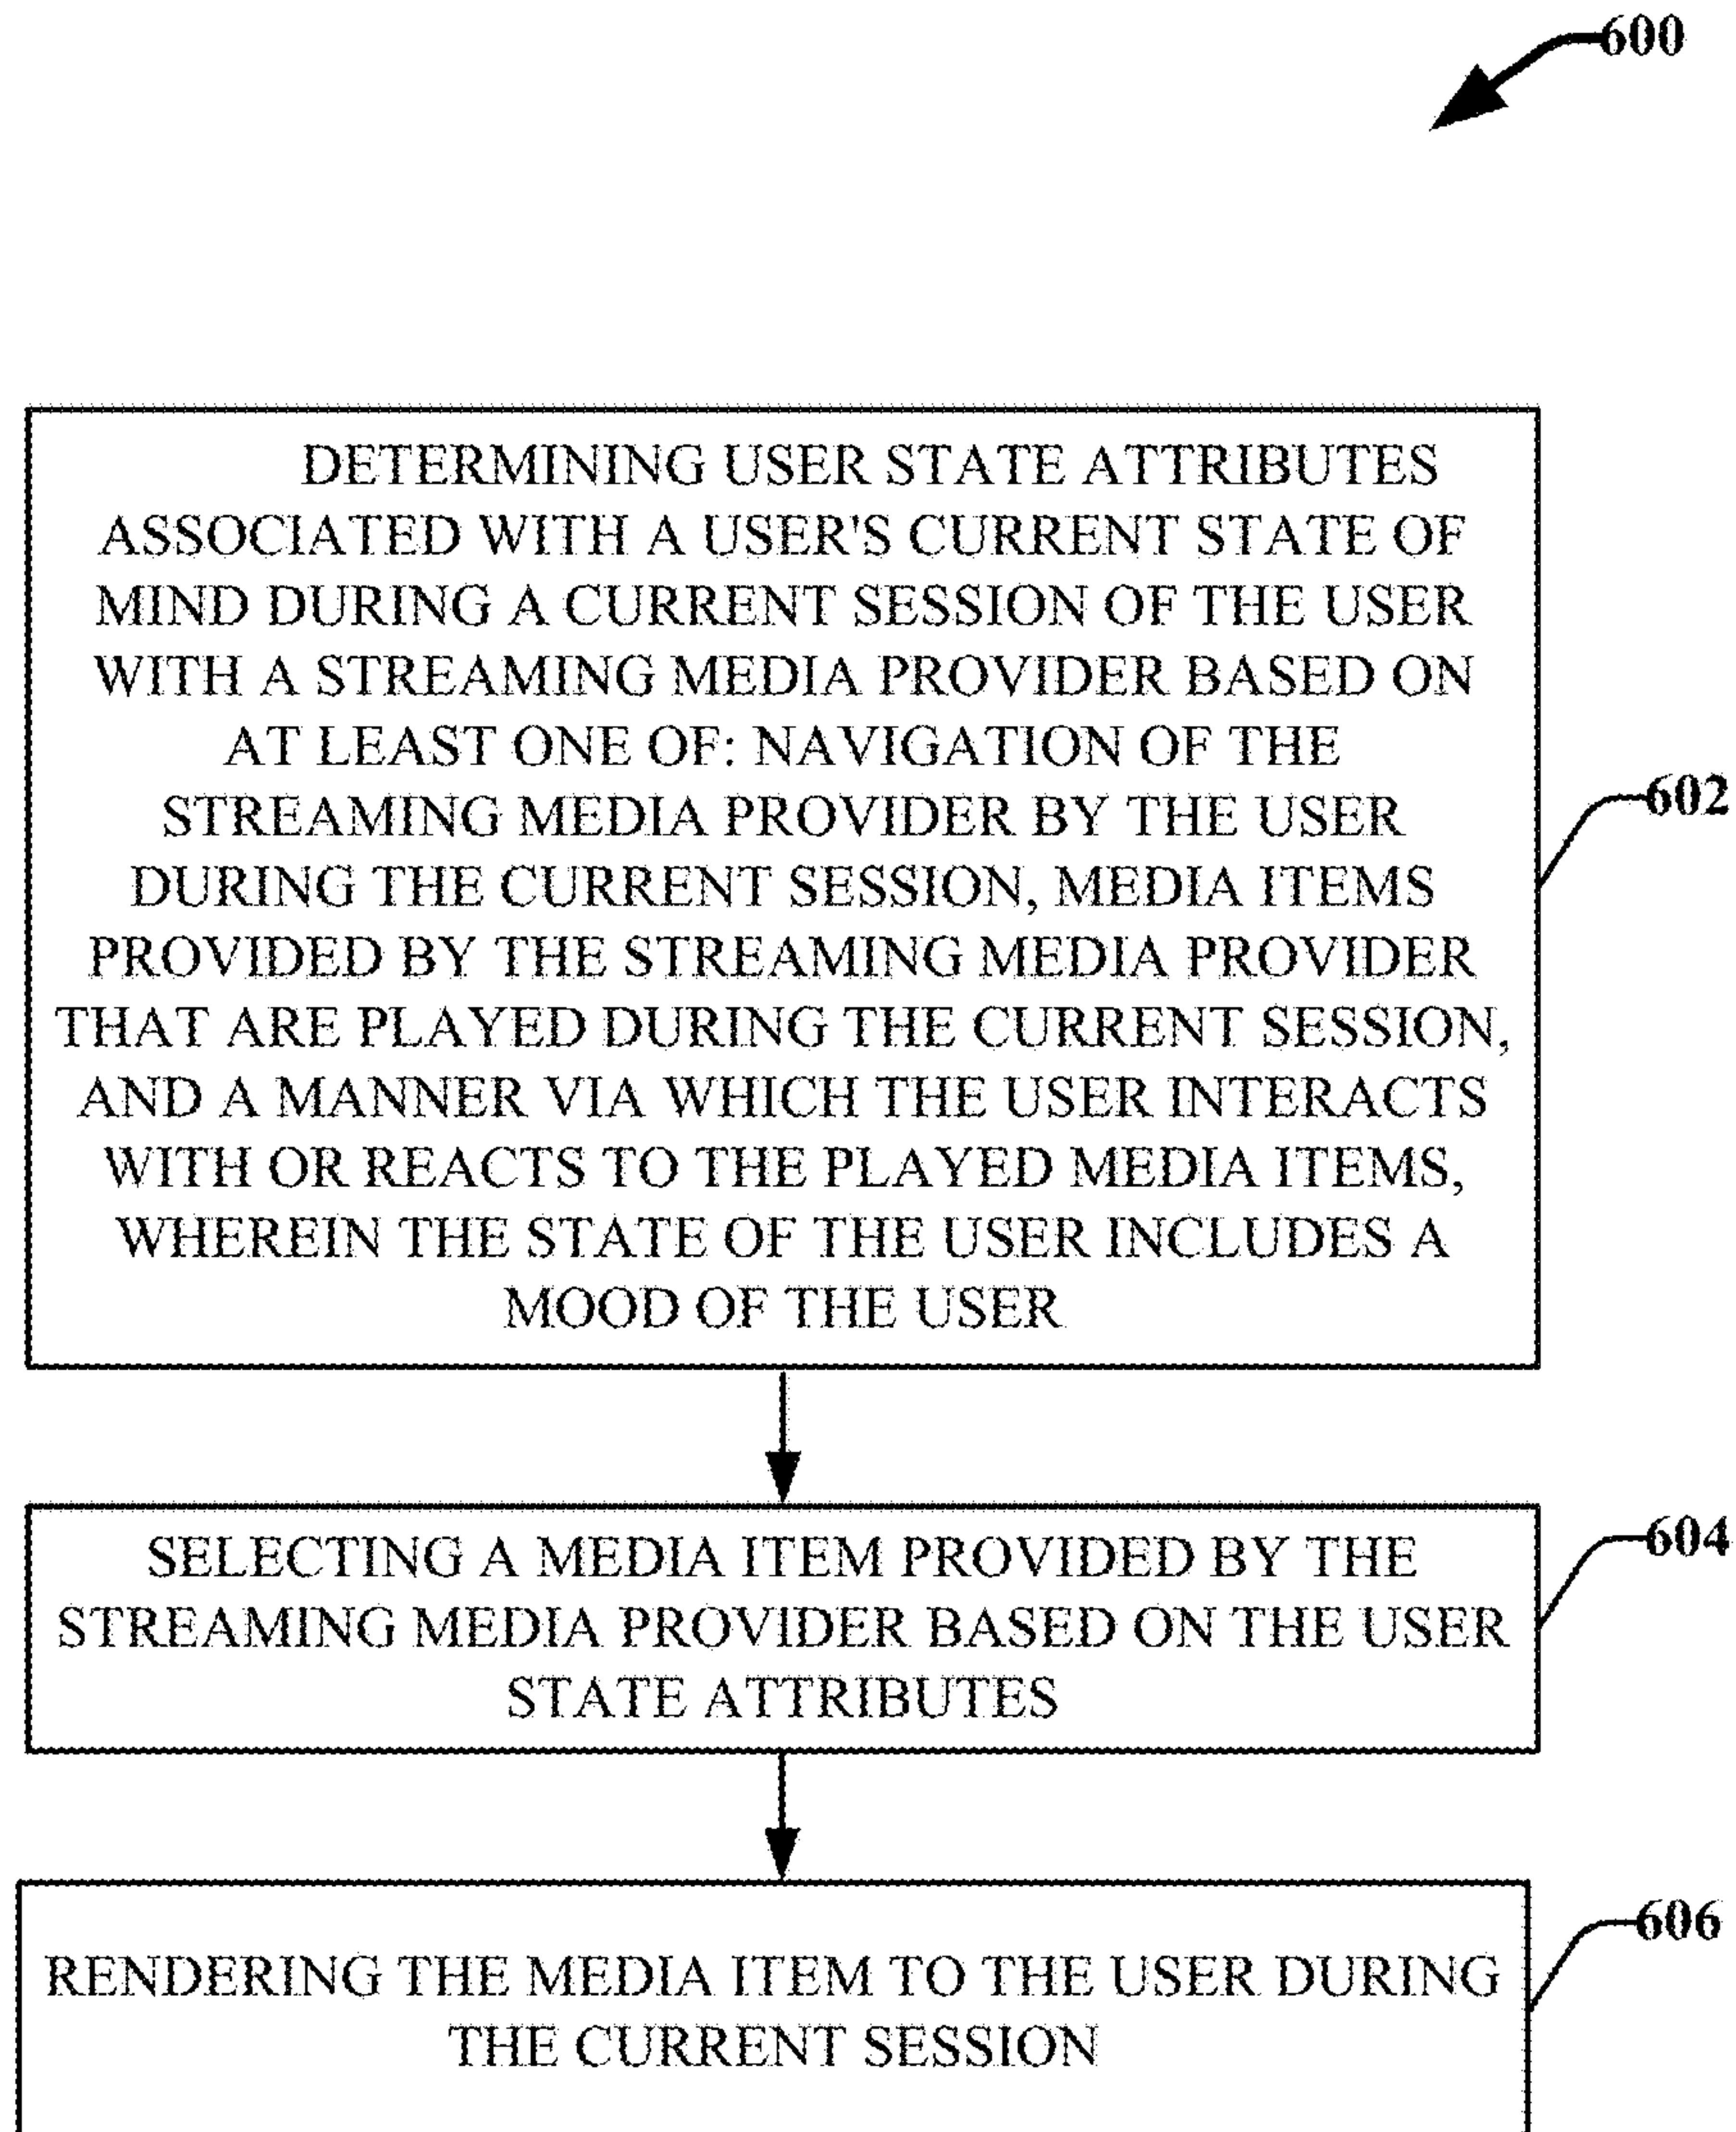 600
DETERMINING USER STATE ATTRIBUTES
ASSOCIATED WITH A USER'S CURRENT STATE OF
MIND DURING A CURRENT SESSION OF THE USER
WITH A STREAMING MEDIA PROVIDER BASED ON
AT LEAST ONE OF: NAVIGATION OF THE
STREAMING MEDIA PROVIDER BY THE USER
DURING THE CURRENT SESSION, MEDIA ITEMS
PROVIDED BY THE STREAMING MEDIA PROVIDER
THAT ARE PLAYED DURING THE CURRENT SESSION,
AND A MANNER VIA WHICH THE USER INTERACTS
WITH OR REACTS TO THE PLAYED MEDIA ITEMS,
WHEREIN THE STATE OF THE USER INCLUDES A
MOOD OF THE USER
602
SELECTING A MEDIA ITEM PROVIDED BY THE
STREAMING MEDIA PROVIDER BASED ON THE USER
STATE ATTRIBUTES
604
RENDERING THE MEDIA ITEM TO THE USER DURING
THE CURRENT SESSION
606